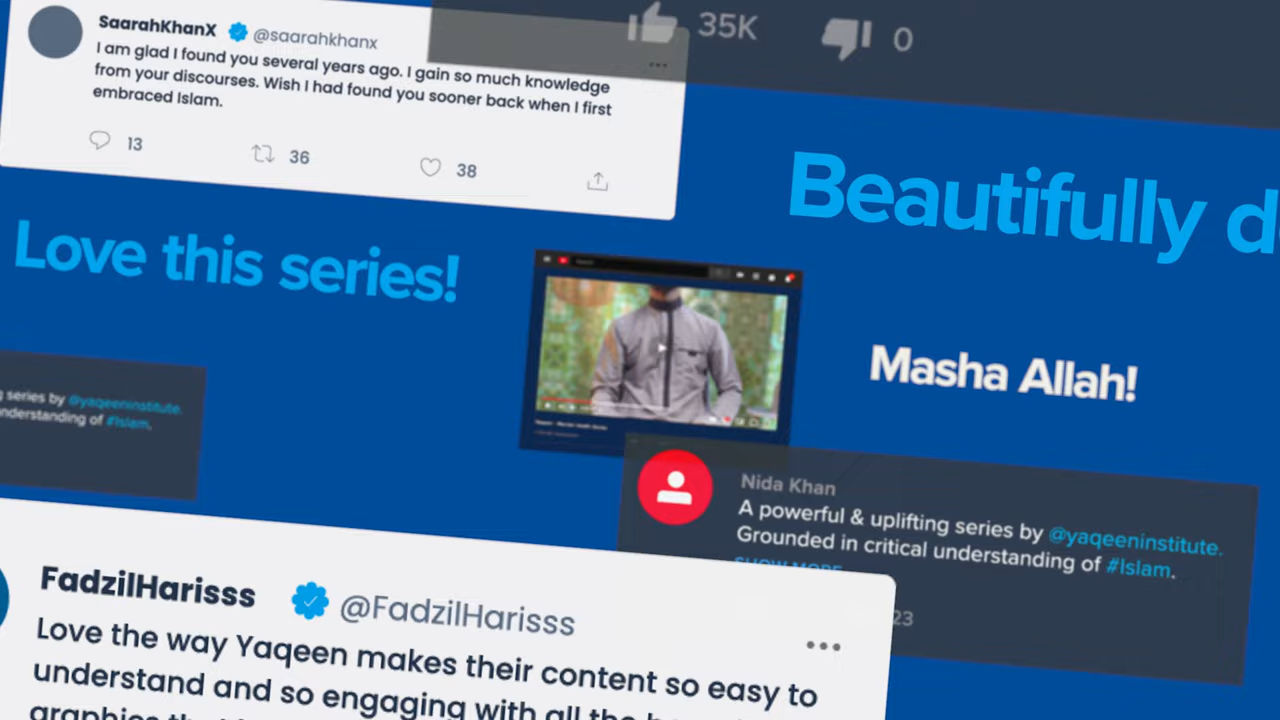 SaarahKhanX @saarahkhanx
I am glad I found you several years ago. I gain so much knowledge
from your discourses. Wish I had found you sooner back when I first
embraced Islam.
13 36 38
35K 0
Beautifully d
Love this series!
Masha Allah!
series by @yaqeeninstitute.
understanding of #Islam.
Nida Khan
A powerful & uplifting series by @yaqeeninstitute.
Grounded in critical understanding of #Islam.
SHOW MORE
23
FadzilHarisss @FadzilHarisss
Love the way Yaqeen makes their content so easy to
understand and so engaging with all the
graphics